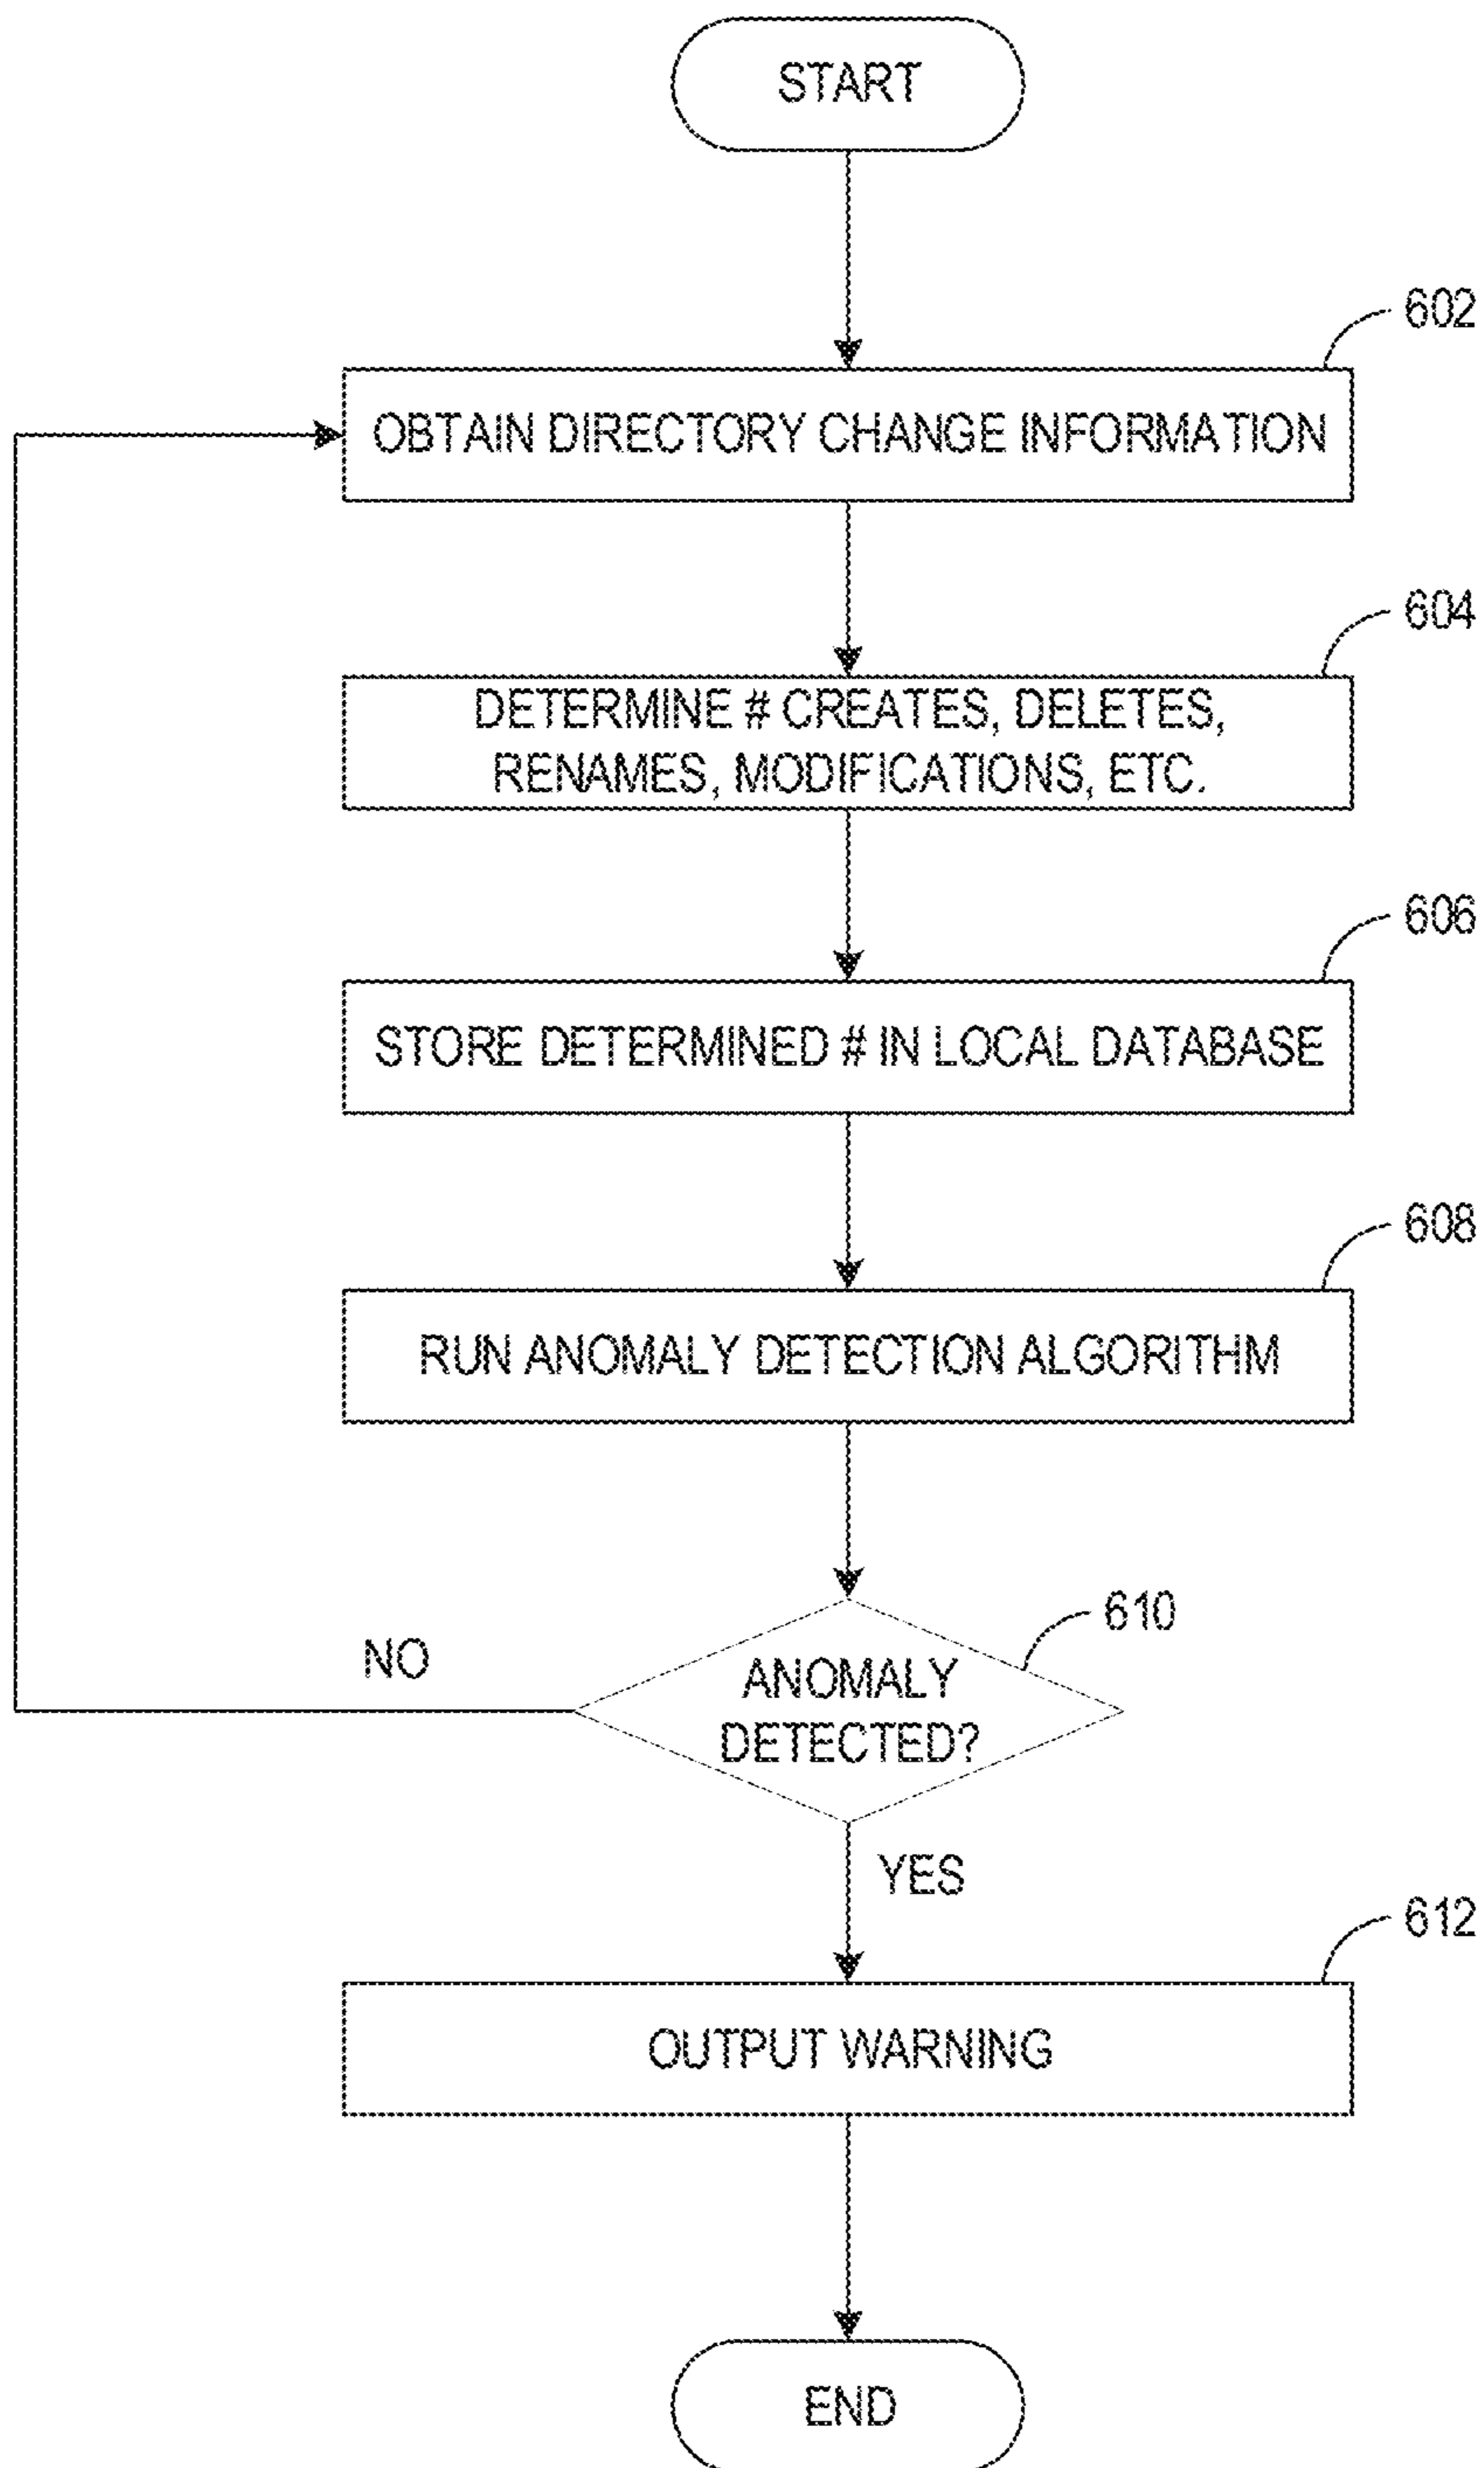 START
602
OBTAIN DIRECTORY CHANGE INFORMATION
604
DETERMINE # CREATES, DELETES,
RENAMES, MODIFICATIONS, ETC.
606
STORE DETERMINED # IN LOCAL DATABASE
608
RUN ANOMALY DETECTION ALGORITHM
610
NO
ANOMALY
DETECTED?
YES
612
OUTPUT WARNING
END